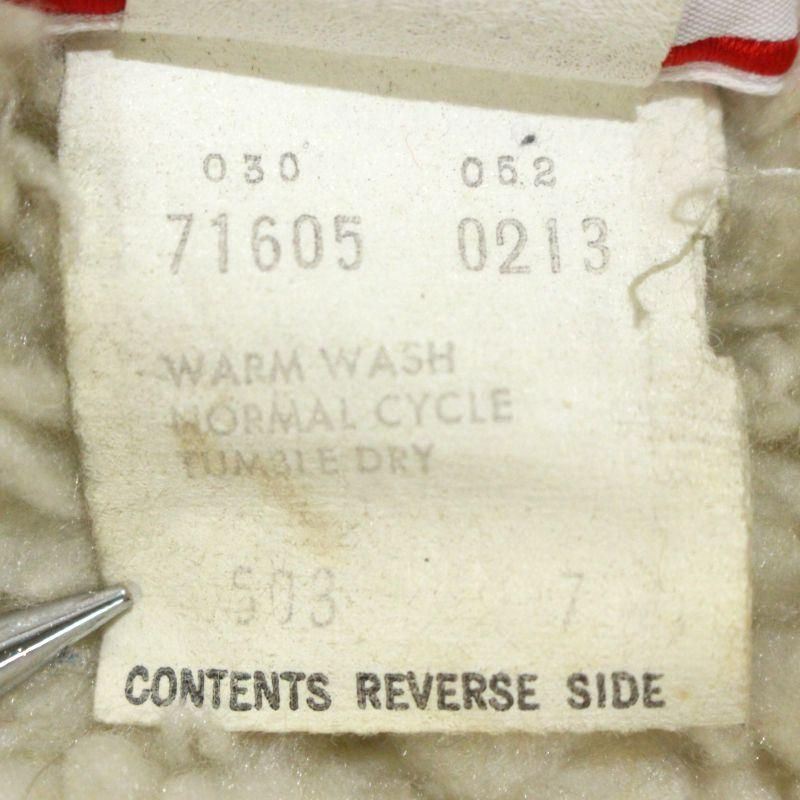 030 052
71605 0213
WARM WASH
NORMAL CYCLE
TUMBLE DRY
503 7
CONTENTS REVERSE SIDE